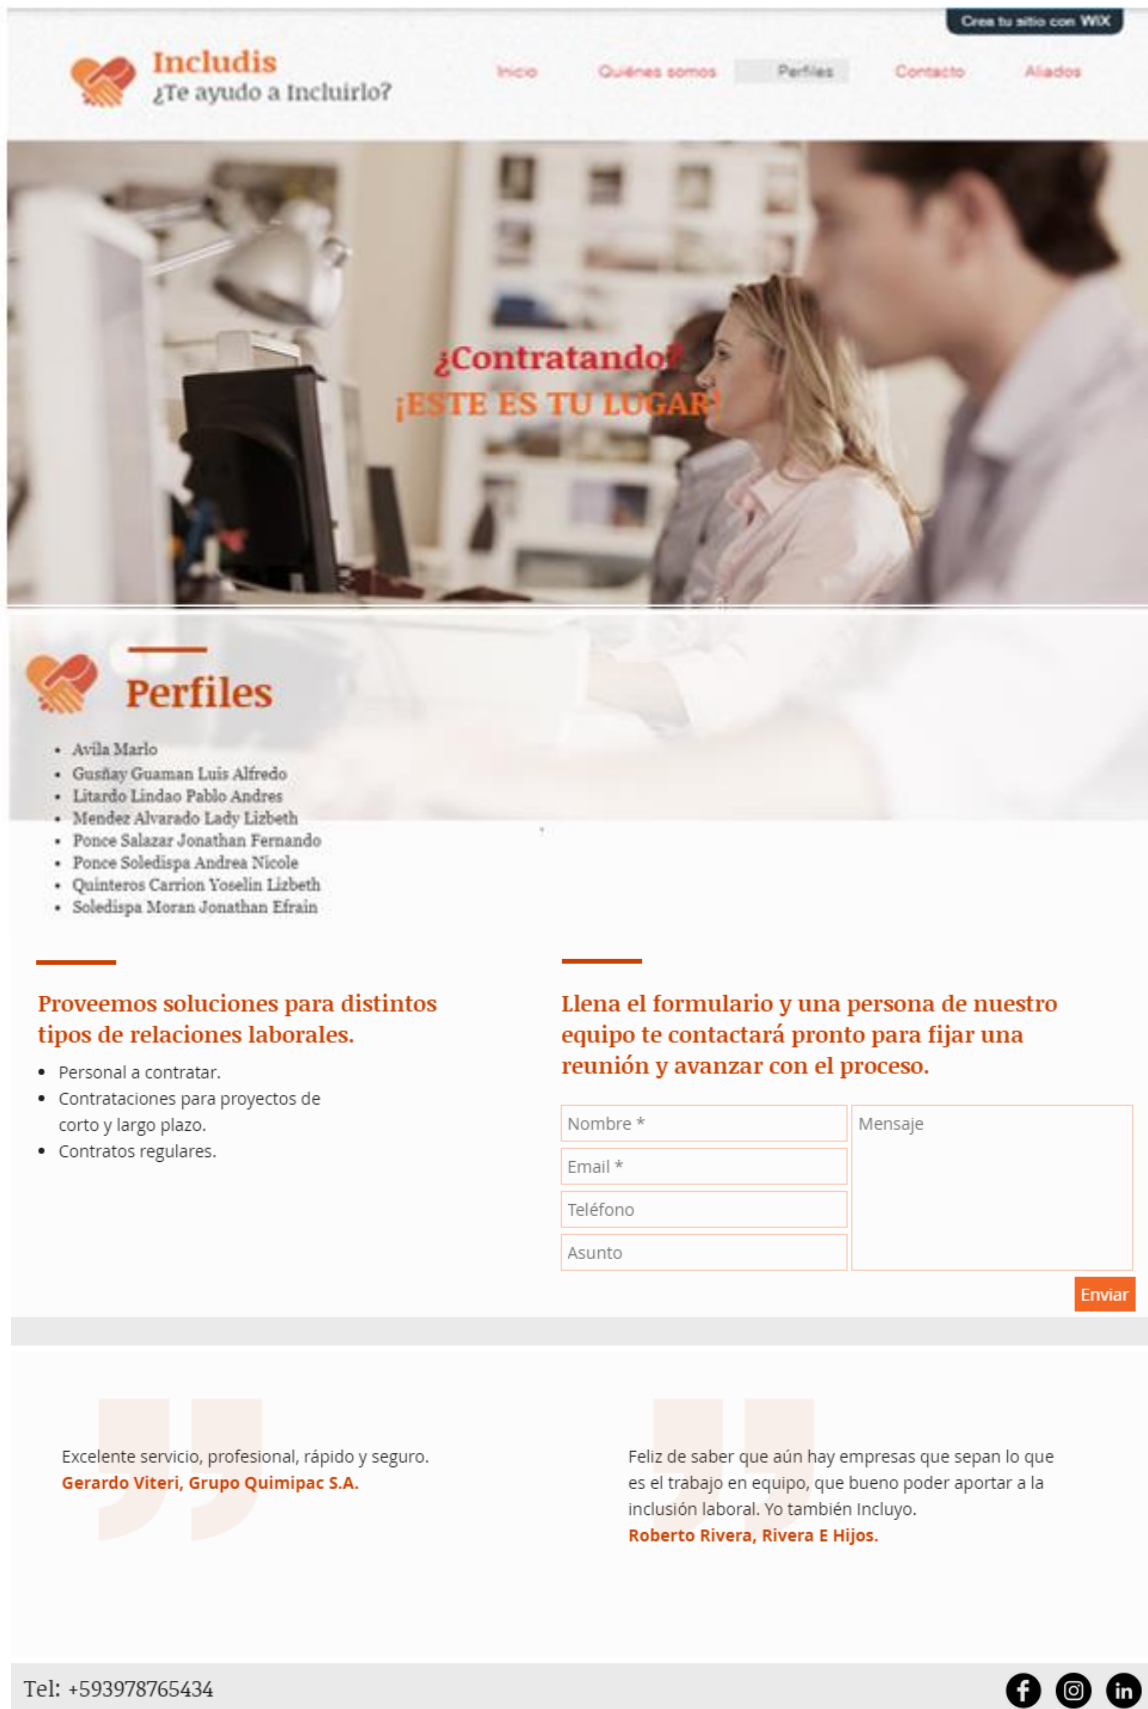 Crea tu sitio con WiX
Includis
¿Te ayudo a Incluirlo?
Inicio
Quiénes somos
Perfiles
Contacto
Aliados
¿Contratando?
¡ESTE ES TU LUGAR!
Perfiles
• Avila Marlo
• Gusñay Guaman Luis Alfredo
• Litardo Lindao Pablo Andres
• Mendez Alvarado Lady Lizbeth
• Ponce Salazar Jonathan Fernando
• Ponce Soledispa Andrea Nicole
• Quinteros Carrion Yoselin Lizbeth
• Soledispa Moran Jonathan Efrain
Proveemos soluciones para distintos
tipos de relaciones laborales.
• Personal a contratar.
• Contrataciones para proyectos de
corto y largo plazo.
• Contratos regulares.
Llena el formulario y una persona de nuestro
equipo te contactará pronto para fijar una
reunión y avanzar con el proceso.
Nombre *
Email *
Teléfono
Asunto
Mensaje
Enviar
Excelente servicio, profesional, rápido y seguro.
Gerardo Viteri, Grupo Quimipac S.A.
Feliz de saber que aún hay empresas que sepan lo que
es el trabajo en equipo, que bueno poder aportar a la
inclusión laboral. Yo también Incluyo.
Roberto Rivera, Rivera E Hijos.
Tel: +593978765434